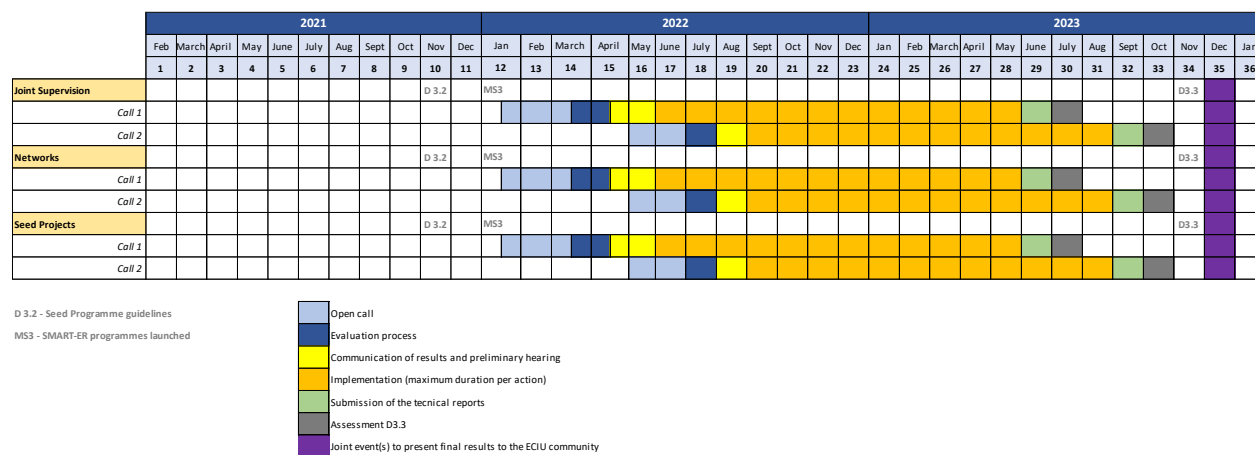 2021 2022 2023
Feb March April May June July Aug Sept Oct Nov Dec Jan Feb March April May June July Aug Sept Oct Nov Dec Jan Feb March April May June July Aug Sept Oct Nov Dec Jan
1 2 3 4 5 6 7 8 9 10 11 12 13 14 15 16 17 18 19 20 21 22 23 24 25 26 27 28 29 30 31 32 33 34 35 36
Joint Supervision D 3.2 MS3 D3.3
Call 1
Call 2
Networks D 3.2 MS3 D3.3
Call 1
Call 2
Seed Projects D 3.2 MS3 D3.3
Call 1
Call 2
D 3.2 - Seed Programme guidelines
MS3 - SMART-ER programmes launched
Open call
Evaluation process
Communication of results and preliminary hearing
Implementation (maximum duration per action)
Submission of the tecnical reports
Assessment D3.3
Joint event(s) to present final results to the ECIU community